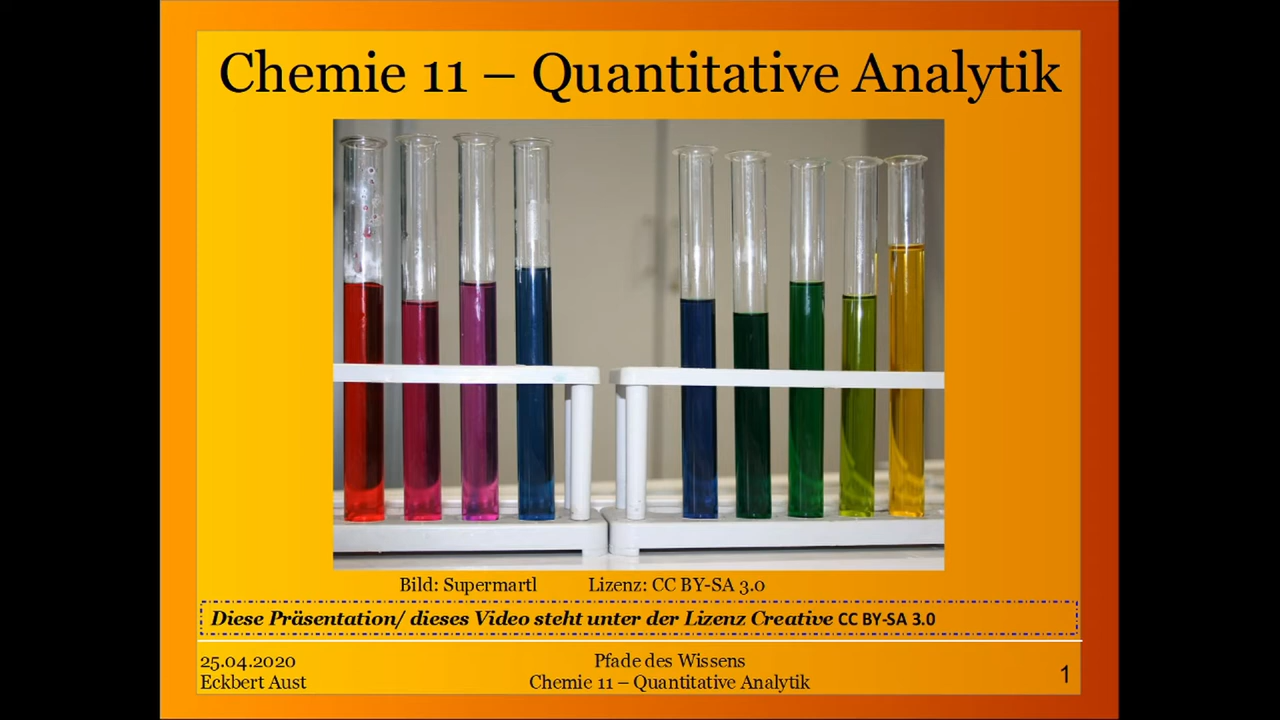 Chemie 11 – Quantitative Analytik
Bild: Supermartl Lizenz: CC BY-SA 3.0
Diese Präsentation/ dieses Video steht unter der Lizenz Creative CC BY-SA 3.0
25.04.2020
Eckbert Aust
Pfade des Wissens
Chemie 11 – Quantitative Analytik
1